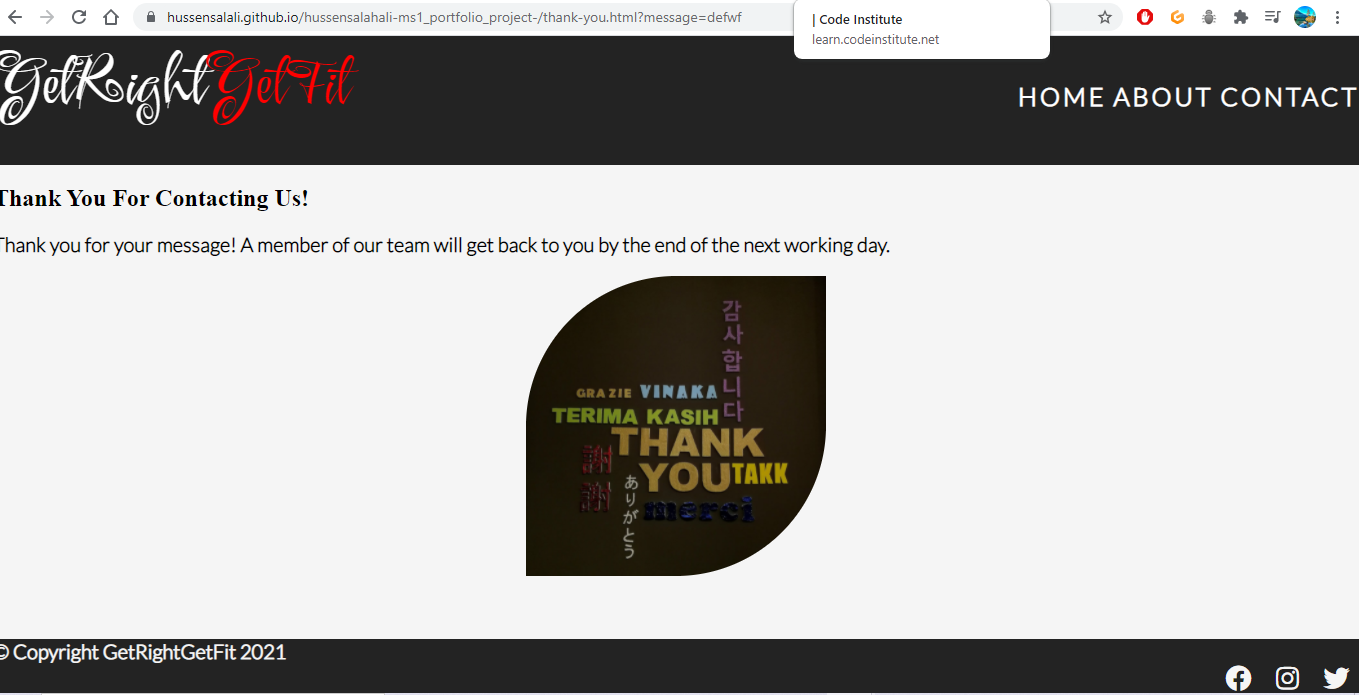 hussensalali.github.io/hussensalahali-ms1_portfolio_project-/thank-you.html?message=defwf
| Code Institute
learn.codeinstitute.net
GetRightGetFit
HOME ABOUT CONTACT
Thank You For Contacting Us!
Thank you for your message! A member of our team will get back to you by the end of the next working day.
감사합니다
GRAZIE VINAKA
TERIMA KASIH
THANK
YOU TAKK
謝謝
merci
ありがとう
© Copyright GetRightGetFit 2021